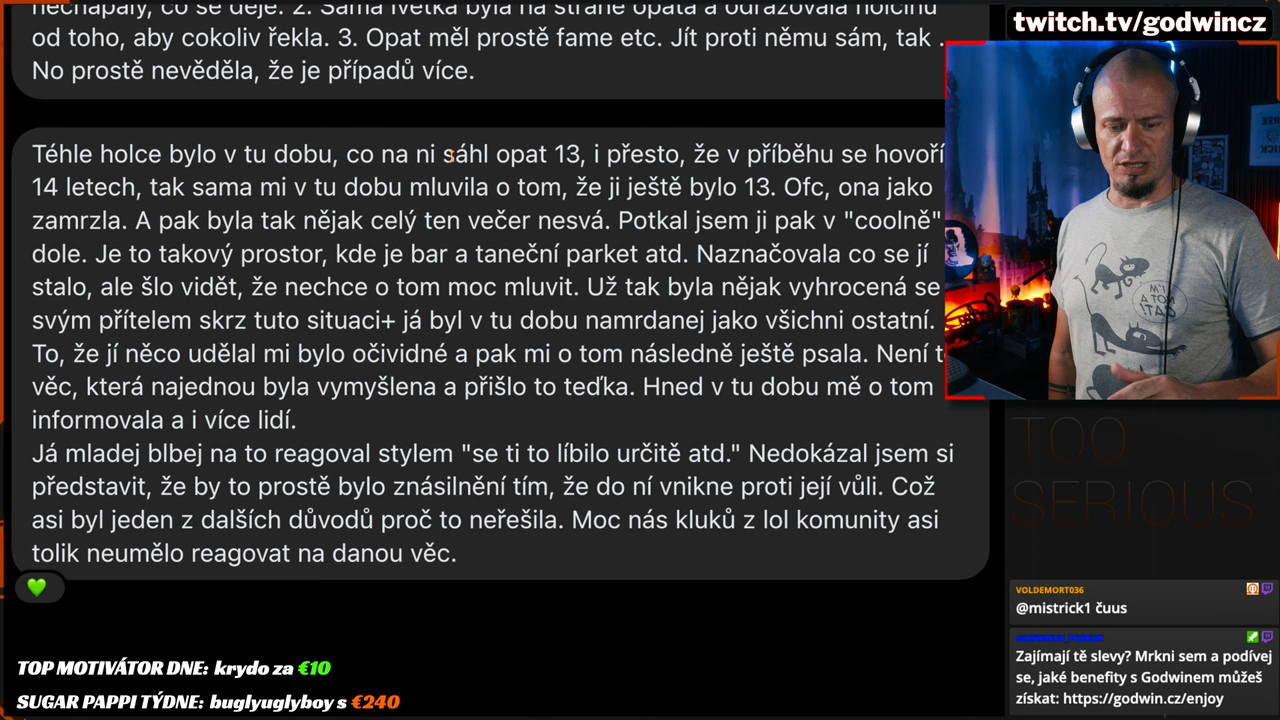 nechápaly, co se děje. 2. Sama Ivetka byla na straně opata a odrazovala holčinu
od toho, aby cokoliv řekla. 3. Opat měl prostě fame etc. Jít proti němu sám, tak .
No prostě nevěděla, že je případů více.
Téhle holce bylo v tu dobu, co na ni sáhl opat 13, i přesto, že v příběhu se hovoří
14 letech, tak sama mi v tu dobu mluvila o tom, že ji ještě bylo 13. Ofc, ona jako
zamrzla. A pak byla tak nějak celý ten večer nesvá. Potkal jsem ji pak v "coolně"
dole. Je to takový prostor, kde je bar a taneční parket atd. Naznačovala co se jí
stalo, ale šlo vidět, že nechce o tom moc mluvit. Už tak byla nějak vyhrocená se
svým přítelem skrz tuto situaci+ já byl v tu dobu namrdanej jako všichni ostatní.
To, že jí něco udělal mi bylo očividné a pak mi o tom následně ještě psala. Není t
věc, která najednou byla vymyšlena a přišlo to teďka. Hned v tu dobu mě o tom
informovala a i více lidí.
Já mladej blbej na to reagoval stylem "se ti to líbilo určitě atd." Nedokázal jsem si
představit, že by to prostě bylo znásilnění tím, že do ní vnikne proti její vůli. Což
asi byl jeden z dalších důvodů proč to neřešila. Moc nás kluků z lol komunity asi
tolik neumělo reagovat na danou věc.
TOP MOTIVÁTOR DNE: krydo za €10
SUGAR PAPPI TÝDNE: buglyuglyboy s €240
twitch.tv/godwincz
I'M NOT A CAT!
TOO
SERIOUS
VOLDEMORT036
@mistrick1 čuus
Zajímají tě slevy? Mrkni sem a podívej
se, jaké benefity s Godwinem můžeš
získat: https://godwin.cz/enjoy